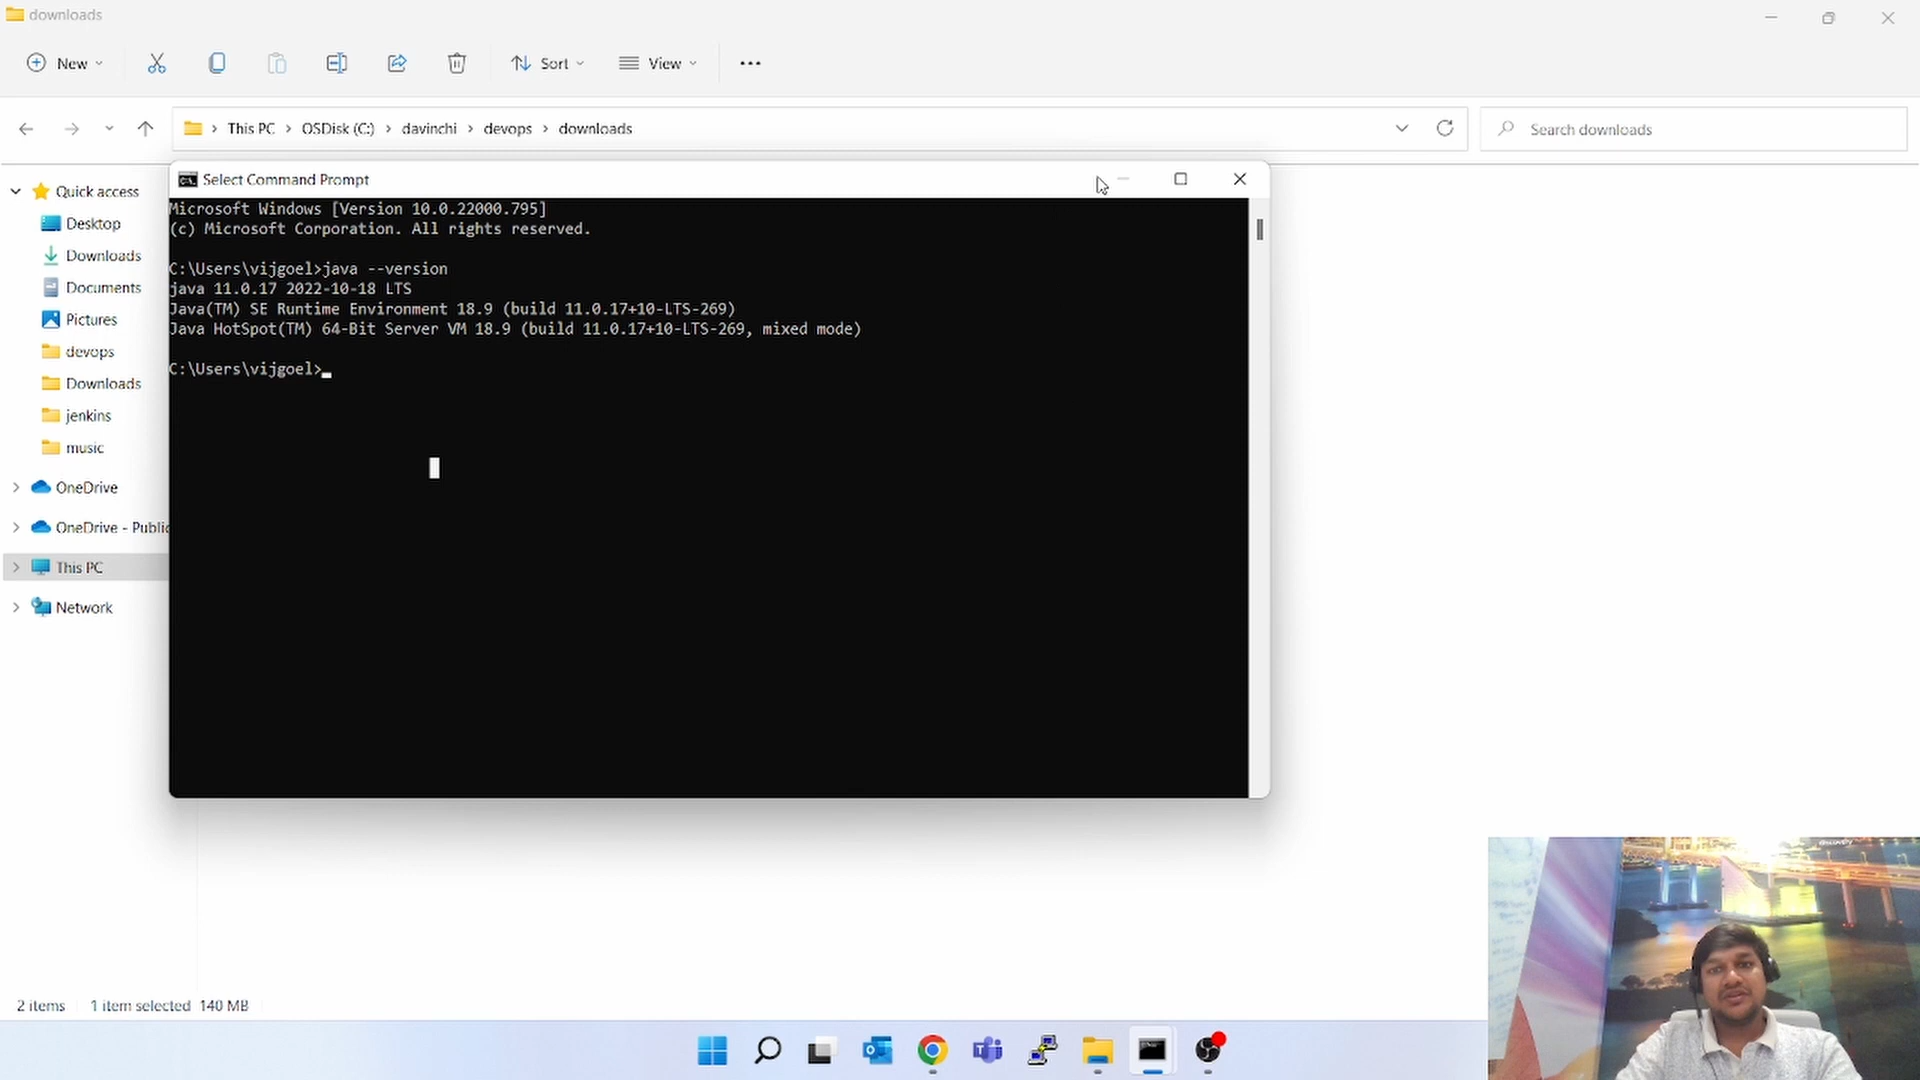 downloads
New
Sort
View
This PC
OSDisk (C:)
davinchi
devops
downloads
Search downloads
Quick access
Desktop
Downloads
Documents
Pictures
devops
Downloads
jenkins
music
OneDrive
OneDrive - Public
This PC
Network
Select Command Prompt
Microsoft Windows [Version 10.0.22000.795]
(c) Microsoft Corporation. All rights reserved.
C:\Users\vijgoel>java --version
java 11.0.17 2022-10-18 LTS
Java(TM) SE Runtime Environment 18.9 (build 11.0.17+10-LTS-269)
Java HotSpot(TM) 64-Bit Server VM 18.9 (build 11.0.17+10-LTS-269, mixed mode)
C:\Users\vijgoel>
2 items 1 item selected 140 MB